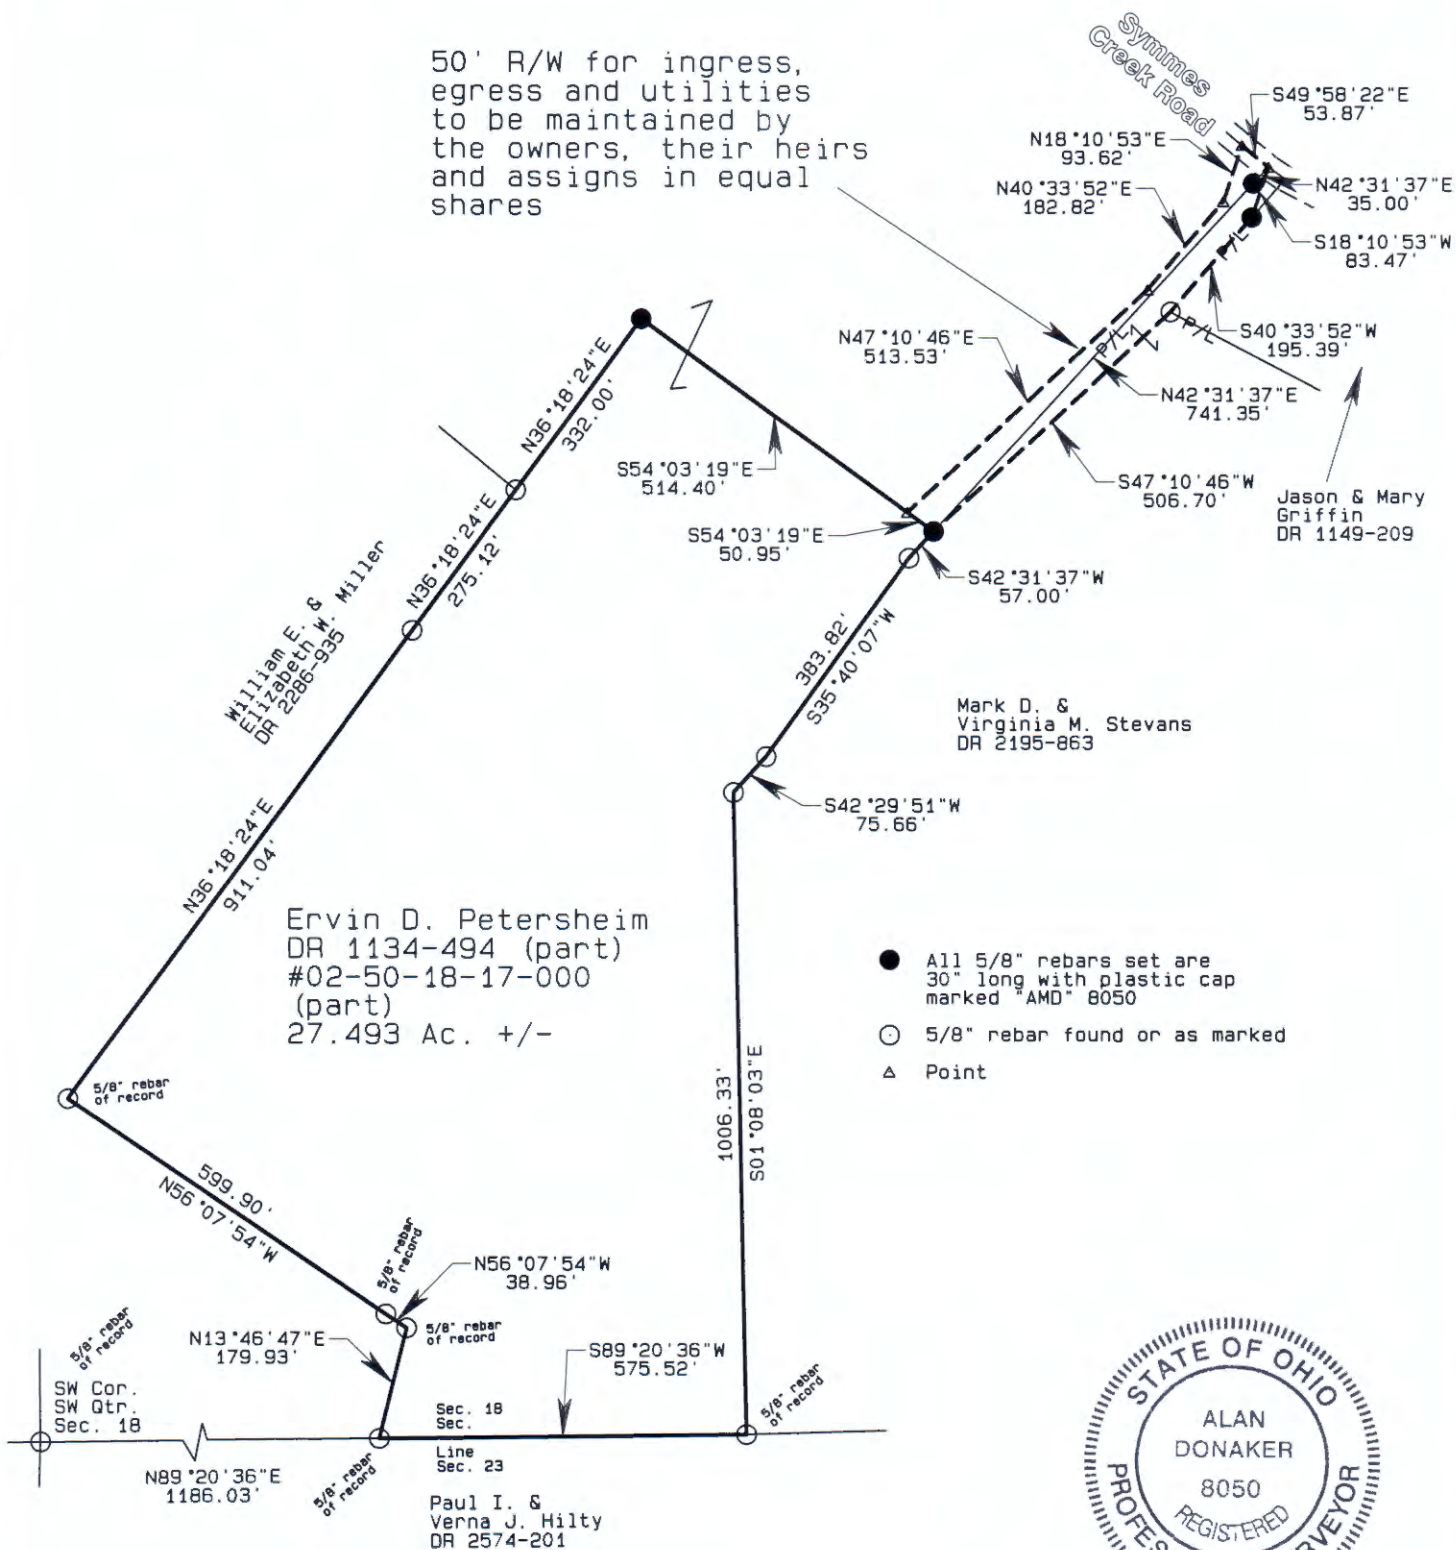 50' R/W for ingress,
egress and utilities
to be maintained by
the owners, their heirs
and assigns in equal
shares
Symmes
Creek Road
S49°58'22"E
53.87'
N18°10'53"E
93.62'
N40°33'52"E
182.82'
N42°31'37"E
35.00'
S18°10'53"W
83.47'
P/L
P/L
P/L
S40°33'52"W
195.39'
N47°10'46"E
513.53'
N42°31'37"E
741.35'
S47°10'46"W
506.70'
Jason & Mary
Griffin
DR 1149-209
N36°18'24"E
332.00'
S54°03'19"E
514.40'
S54°03'19"E
50.95'
S42°31'37"W
57.00'
N36°18'24"E
275.12'
William E. &
Elizabeth W. Miller
DR 2286-935
383.82'
S35°40'07"W
Mark D. &
Virginia M. Stevans
DR 2195-863
S42°29'51"W
75.66'
N36°18'24"E
911.04'
Ervin D. Petersheim
DR 1134-494 (part)
#02-50-18-17-000
(part)
27.493 Ac. +/-
All 5/8" rebars set are
30" long with plastic cap
marked "AMD" 8050
5/8" rebar found or as marked
Point
1006.33'
S01°08'03"E
5/8" rebar
of record
599.90'
N56°07'54"W
5/8" rebar
of record
N56°07'54"W
38.96'
5/8" rebar
of record
N13°46'47"E
179.93'
S89°20'36"W
575.52'
5/8" rebar
of record
5/8" rebar
of record
SW Cor.
SW Qtr.
Sec. 18
Sec. 18
Sec.
Line
Sec. 23
N89°20'36"E
1186.03'
5/8" rebar
of record
Paul I. &
Verna J. Hilty
DR 2574-201
STATE OF OHIO
ALAN
DONAKER
8050
REGISTERED